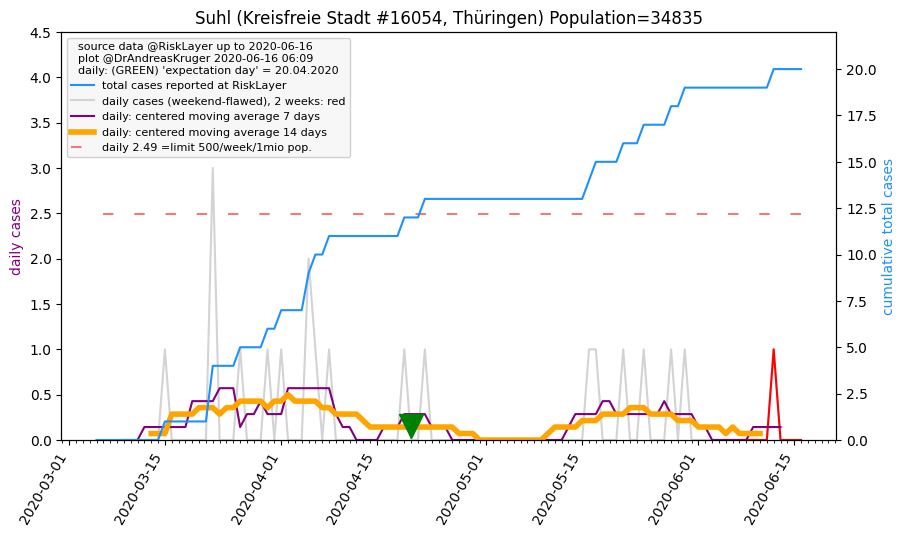 Suhl (Kreisfreie Stadt #16054, Thüringen) Population=34835
source data @RiskLayer up to 2020-06-16
plot @DrAndreasKruger 2020-06-16 06:09
daily: (GREEN) 'expectation day' = 20.04.2020
total cases reported at RiskLayer
daily cases (weekend-flawed), 2 weeks: red
daily: centered moving average 7 days
daily: centered moving average 14 days
daily 2.49 =limit 500/week/1mio pop.
daily cases
4.5
4.0
3.5
3.0
2.5
2.0
1.5
1.0
0.5
0.0
cumulative total cases
20.0
17.5
15.0
12.5
10.0
7.5
5.0
2.5
0.0
2020-03-01
2020-03-15
2020-04-01
2020-04-15
2020-05-01
2020-05-15
2020-06-01
2020-06-15